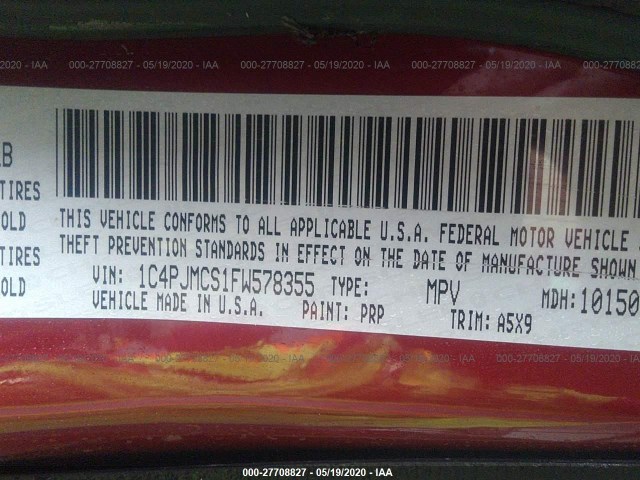 000-27708827 - 05/19/2020 - IAA 000-27708827 - 05/19/2020 - IAA 000-27708827 - 05/19/2020
TIRES
OLD
TIRES
OLD
THIS VEHICLE CONFORMS TO ALL APPLICABLE U.S.A. FEDERAL MOTOR VEHICLE
THEFT PREVENTION STANDARDS IN EFFECT ON THE DATE OF MANUFACTURE SHOWN
VIN: 1C4PJMCS1FW578355 TYPE: MPV MDH: 10150
VEHICLE MADE IN U.S.A. PAINT: PRP TRIM: A5X9
05/19/2020 - IAA 000-27708827 - 05/19/2020 - IAA 000-27708827 - 05/19/2020
000-27708827 - 05/19/2020 - IAA